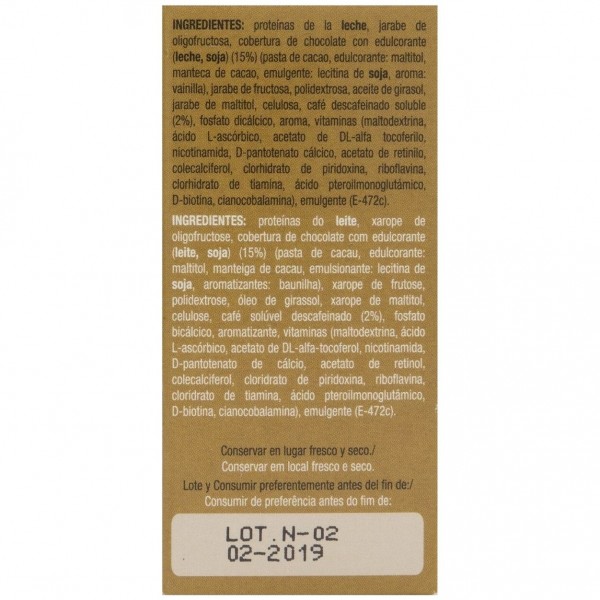 INGREDIENTES: proteínas de la leche, jarabe de
oligofructosa, cobertura de chocolate con edulcorante
(leche, soja) (15%) (pasta de cacao, edulcorante: maltitol,
manteca de cacao, emulgente: lecitina de soja, aroma:
vainilla), jarabe de fructosa, polidextrosa, aceite de girasol,
jarabe de maltitol, celulosa, café descafeinado soluble
(2%), fosfato dicálcico, aroma, vitaminas (maltodextrina,
ácido L-ascórbico, acetato de DL-alfa tocoferilo,
nicotinamida, D-pantotenato cálcico, acetato de retinilo,
colecalciferol, clorhidrato de piridoxina, riboflavina,
clorhidrato de tiamina, ácido pteroilmonoglutámico,
D-biotina, cianocobalamina), emulgente (E-472c).
INGREDIENTES: proteínas do leite, xarope de
oligofructose, cobertura de chocolate com edulcorante
(leite, soja) (15%) (pasta de cacau, edulcorante:
maltitol, manteiga de cacau, emulsionante: lecitina de
soja, aromatizantes: baunilha), xarope de frutose,
polidextrose, óleo de girassol, xarope de maltitol,
celulose, café solúvel descafeinado (2%), fosfato
bicálcico, aromatizante, vitaminas (maltodextrina, ácido
L-ascórbico, acetato de DL-alfa-tocoferol, nicotinamida,
D-pantotenato de cálcio, acetato de retinol,
colecalciferol, cloridrato de piridoxina, riboflavina,
cloridrato de tiamina, ácido pteroilmonoglutámico,
D-biotina, cianocobalamina), emulgente (E-472c).
Conservar en lugar fresco y seco./
Conservar em local fresco e seco.
Lote y Consumir preferentemente antes del fin de:/
Consumir de preferência antes do fim de:
LOT.N-02
02-2019